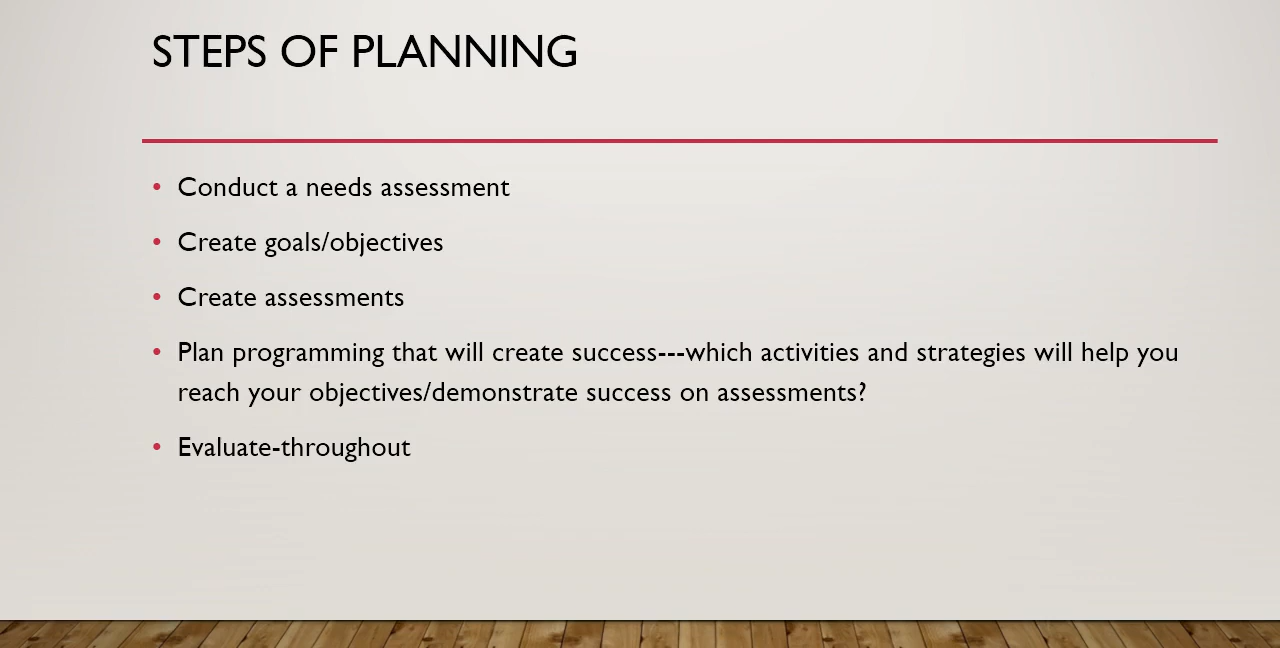 STEPS OF PLANNING
• Conduct a needs assessment
• Create goals/objectives
• Create assessments
• Plan programming that will create success---which activities and strategies will help you
reach your objectives/demonstrate success on assessments?
• Evaluate-throughout